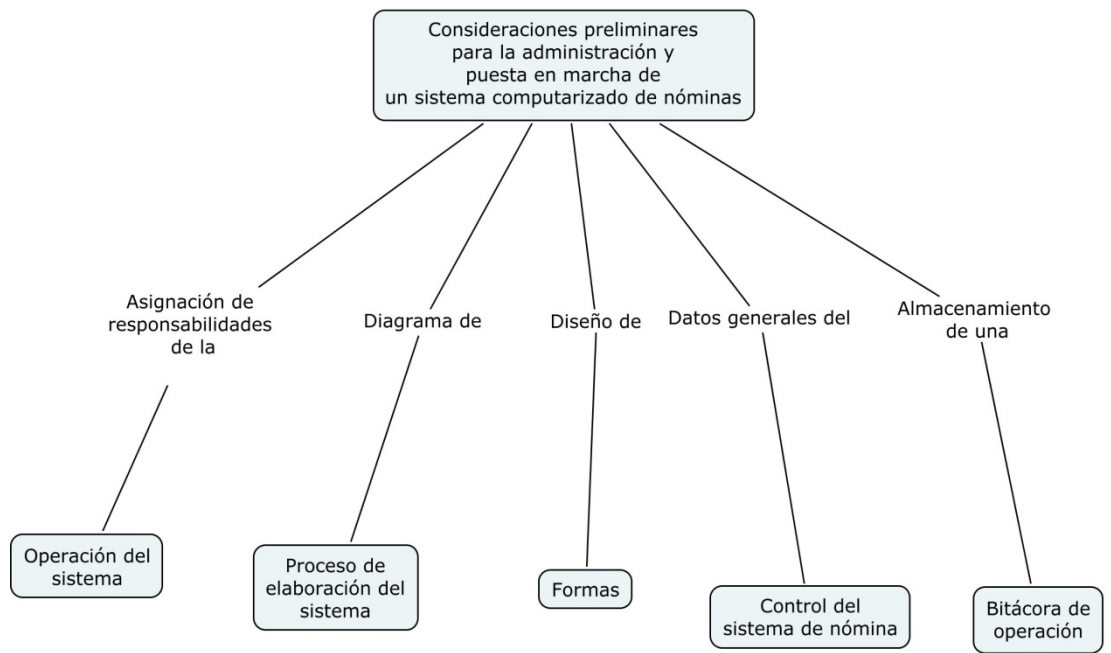 Consideraciones preliminares
para la administración y
puesta en marcha de
un sistema computarizado de nóminas
Asignación de
responsabilidades
de la
Diagrama de
Diseño de
Datos generales del
Almacenamiento
de una
Operación del
sistema
Proceso de
elaboración del
sistema
Formas
Control del
sistema de nómina
Bitácora de
operación